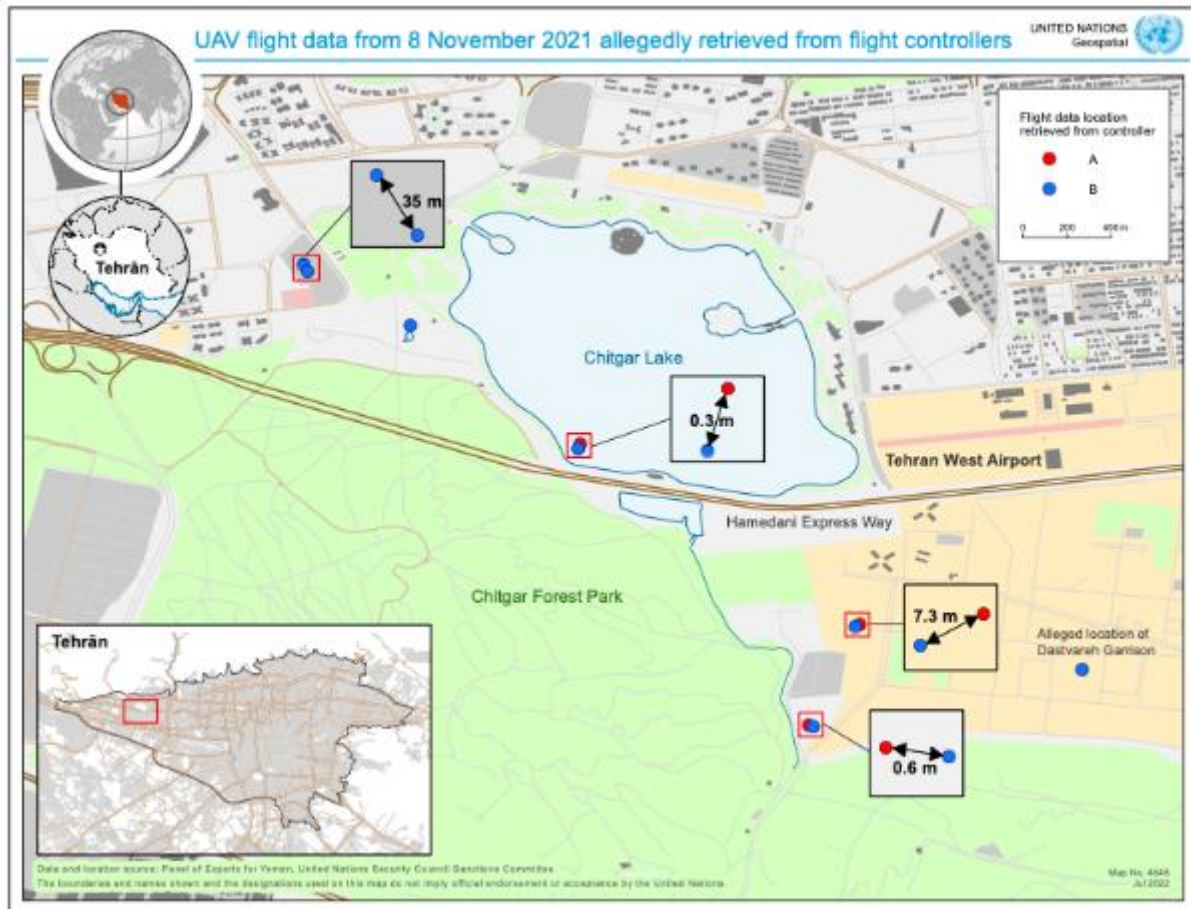 UAV flight data from 8 November 2021 allegedly retrieved from flight controllers
UNITED NATIONS
Geospatial
Flight data location
retrieved from controller
A
B
0 200 400 m
Tehrān
35 m
Chitgar Lake
0.3 m
Tehran West Airport
Hamedani Express Way
Chitgar Forest Park
7.3 m
Alleged location of
Dastvareh Garrison
0.6 m
Tehrān
Data and location source: Panel of Experts for Yemen, United Nations Security Council Sanctions Committee.
The boundaries and names shown and the designations used on this map do not imply official endorsement or acceptance by the United Nations.
Map No. 4646
Jul 2022